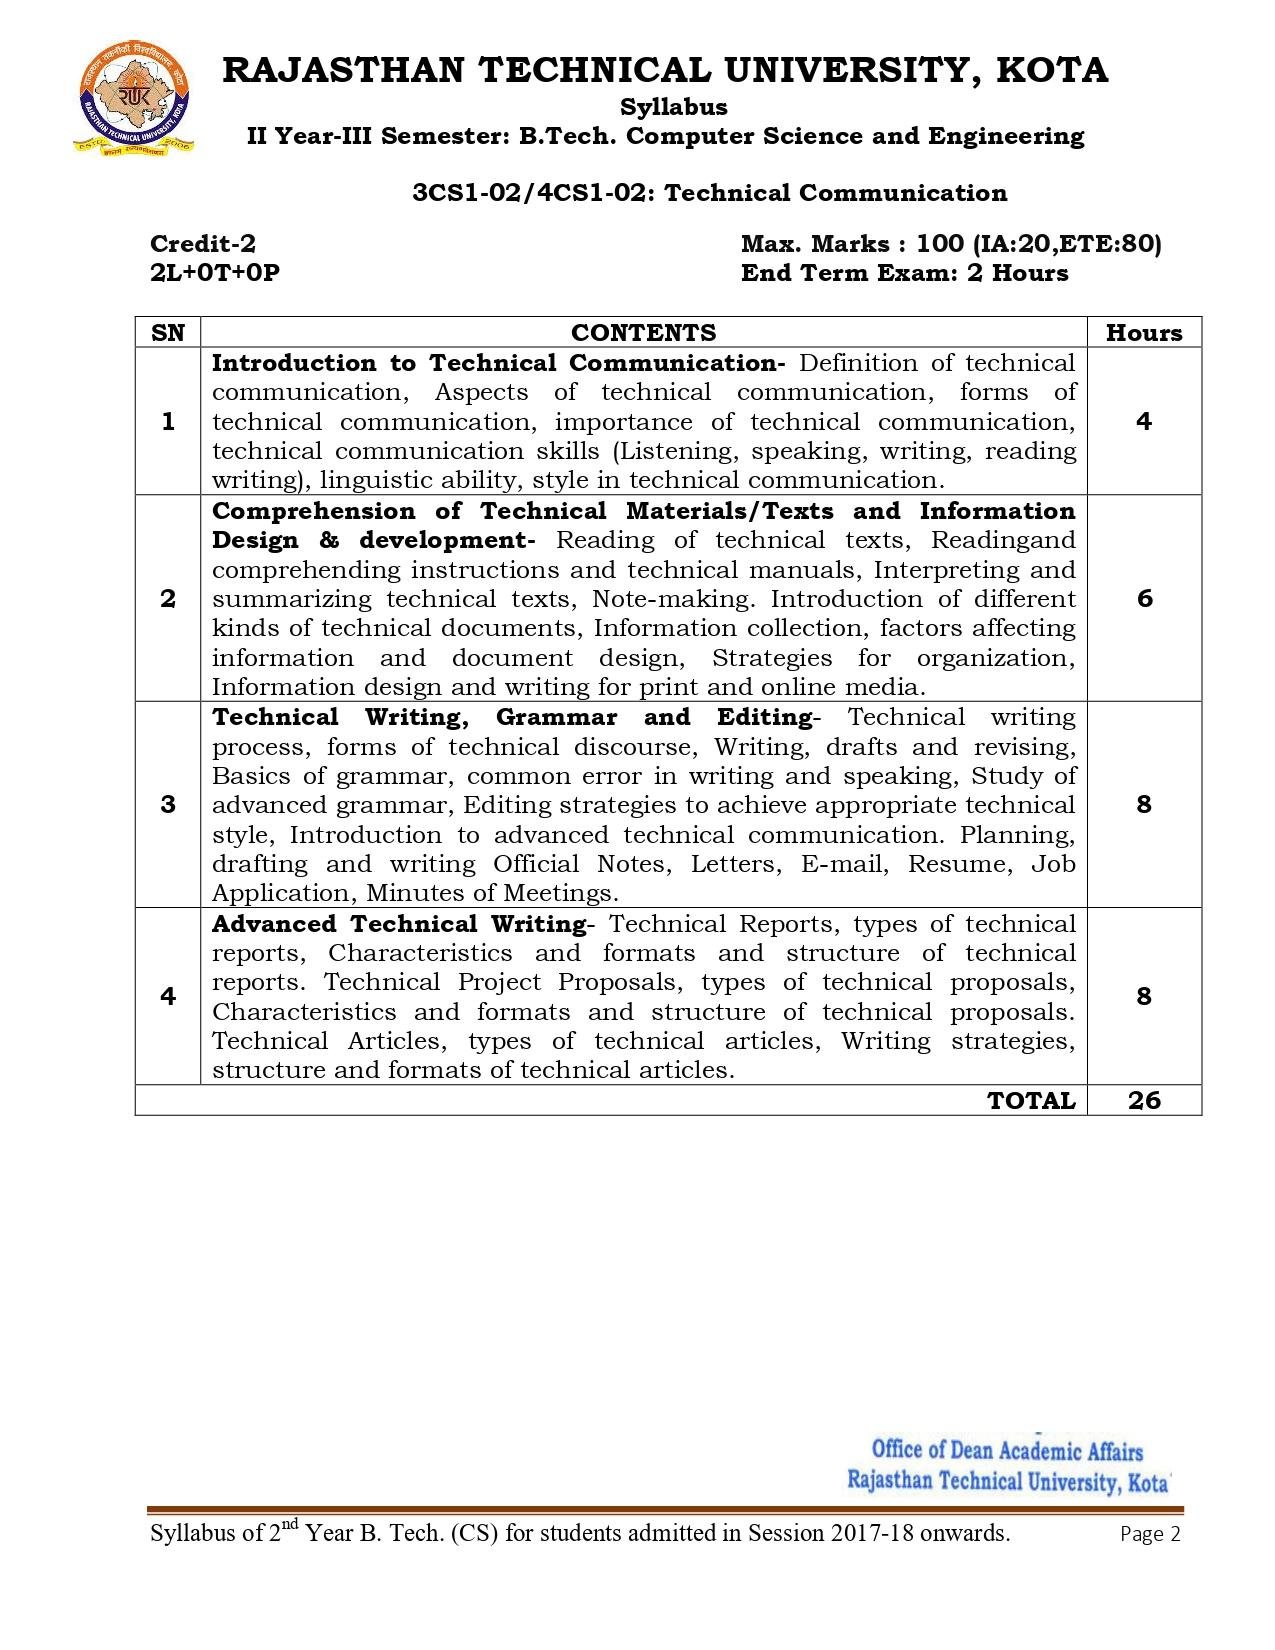 राजस्थान तकनीकी विश्वविद्यालय, कोटा
RAJASTHAN TECHNICAL UNIVERSITY, KOTA
ESTD. 2006
RAJASTHAN TECHNICAL UNIVERSITY, KOTA
Syllabus
II Year-III Semester: B.Tech. Computer Science and Engineering
3CS1-02/4CS1-02: Technical Communication
Credit-2 Max. Marks : 100 (IA:20,ETE:80)
2L+0T+0P End Term Exam: 2 Hours
SN CONTENTS Hours
Introduction to Technical Communication- Definition of technical
communication, Aspects of technical communication, forms of
1 technical communication, importance of technical communication, 4
technical communication skills (Listening, speaking, writing, reading
writing), linguistic ability, style in technical communication.
Comprehension of Technical Materials/Texts and Information
Design & development- Reading of technical texts, Readingand
comprehending instructions and technical manuals, Interpreting and
2 summarizing technical texts, Note-making. Introduction of different 6
kinds of technical documents, Information collection, factors affecting
information and document design, Strategies for organization,
Information design and writing for print and online media.
Technical Writing, Grammar and Editing- Technical writing
process, forms of technical discourse, Writing, drafts and revising,
Basics of grammar, common error in writing and speaking, Study of
3 advanced grammar, Editing strategies to achieve appropriate technical 8
style, Introduction to advanced technical communication. Planning,
drafting and writing Official Notes, Letters, E-mail, Resume, Job
Application, Minutes of Meetings.
Advanced Technical Writing- Technical Reports, types of technical
reports, Characteristics and formats and structure of technical
reports. Technical Project Proposals, types of technical proposals,
4 Characteristics and formats and structure of technical proposals. 8
Technical Articles, types of technical articles, Writing strategies,
structure and formats of technical articles.
TOTAL 26
Office of Dean Academic Affairs
Rajasthan Technical University, Kota
Syllabus of 2nd Year B. Tech. (CS) for students admitted in Session 2017-18 onwards. Page 2